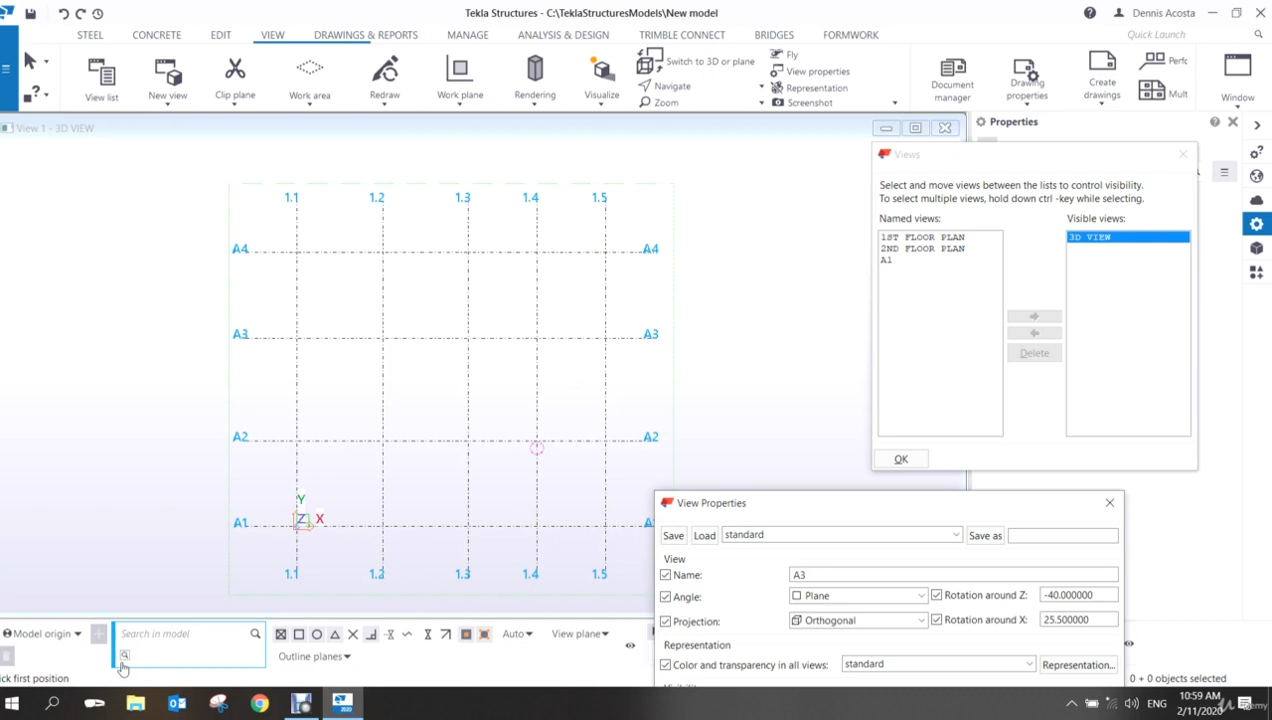 Tekla Structures - C:\TeklaStructuresModels\New model
Dennis Acosta
STEEL CONCRETE EDIT VIEW DRAWINGS & REPORTS MANAGE ANALYSIS & DESIGN TRIMBLE CONNECT BRIDGES FORMWORK Quick Launch
View list
New view
Clip plane
Work area
Redraw
Work plane
Rendering
Visualize
Switch to 3D or plane
Navigate
Zoom
Fly
View properties
Representation
Screenshot
Document manager
Drawing properties
Create drawings
Perfc
Mult
Window
View 1 - 3D VIEW
Properties
Views
Select and move views between the lists to control visibility.
To select multiple views, hold down ctrl -key while selecting.
Named views: Visible views:
1ST FLOOR PLAN
2ND FLOOR PLAN
A1
3D VIEW
Delete
OK
1.1 1.2 1.3 1.4 1.5
A4 A4
A3 A3
A2 A2
Y
A1 Z X
1.1 1.2 1.3 1.4 1.5
View Properties
Save Load standard Save as
View
Name: A3
Angle: Plane Rotation around Z: -40.000000
Projection: Orthogonal Rotation around X: 25.500000
Representation
Color and transparency in all views: standard Representation...
Model origin
Search in model
Auto
View plane
Outline planes
ick first position
0 + 0 objects selected
ENG
10:59 AM
2/11/2020